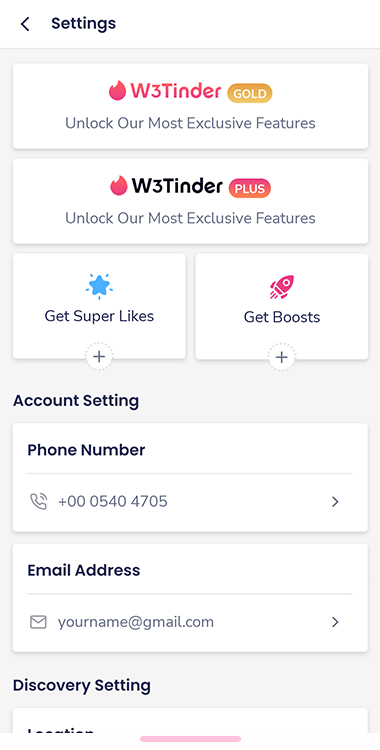 Settings
W3Tinder GOLD
Unlock Our Most Exclusive Features
W3Tinder PLUS
Unlock Our Most Exclusive Features
Get Super Likes
Get Boosts
Account Setting
Phone Number
+00 0540 4705
Email Address
yourname@gmail.com
Discovery Setting
Location